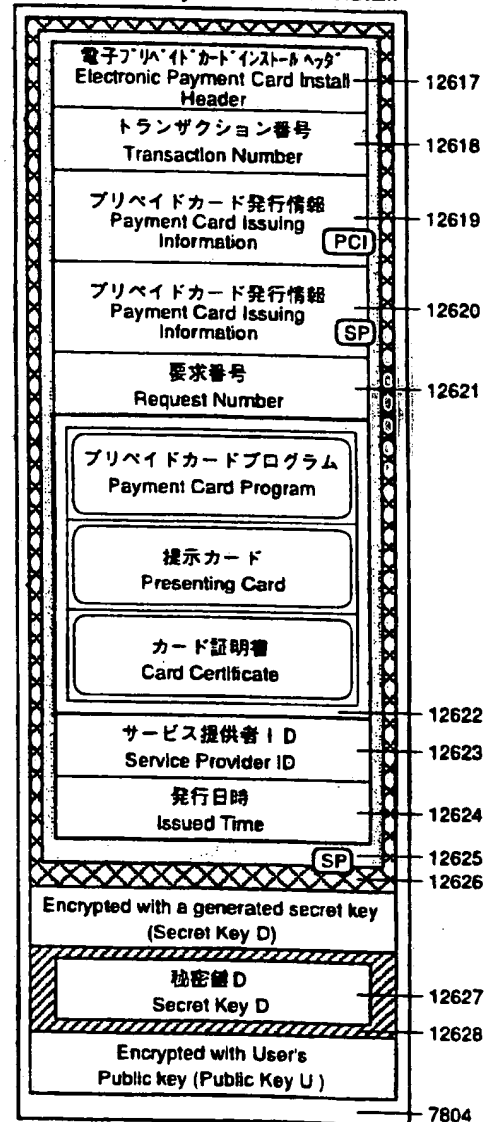 電子プリペイドカードインストールヘッダ
Electronic Payment Card Install
Header
12617
トランザクション番号
Transaction Number
12618
プリペイドカード発行情報
Payment Card Issuing
Information
PCI
12619
プリペイドカード発行情報
Payment Card Issuing
Information
SP
12620
要求番号
Request Number
12621
プリペイドカードプログラム
Payment Card Program
提示カード
Presenting Card
カード証明書
Card Certificate
12622
サービス提供者ID
Service Provider ID
12623
発行日時
Issued Time
12624
SP
12625
12626
Encrypted with a generated secret key
(Secret Key D)
秘密鍵D
Secret Key D
12627
12628
Encrypted with User's
Public key (Public Key U )
7804